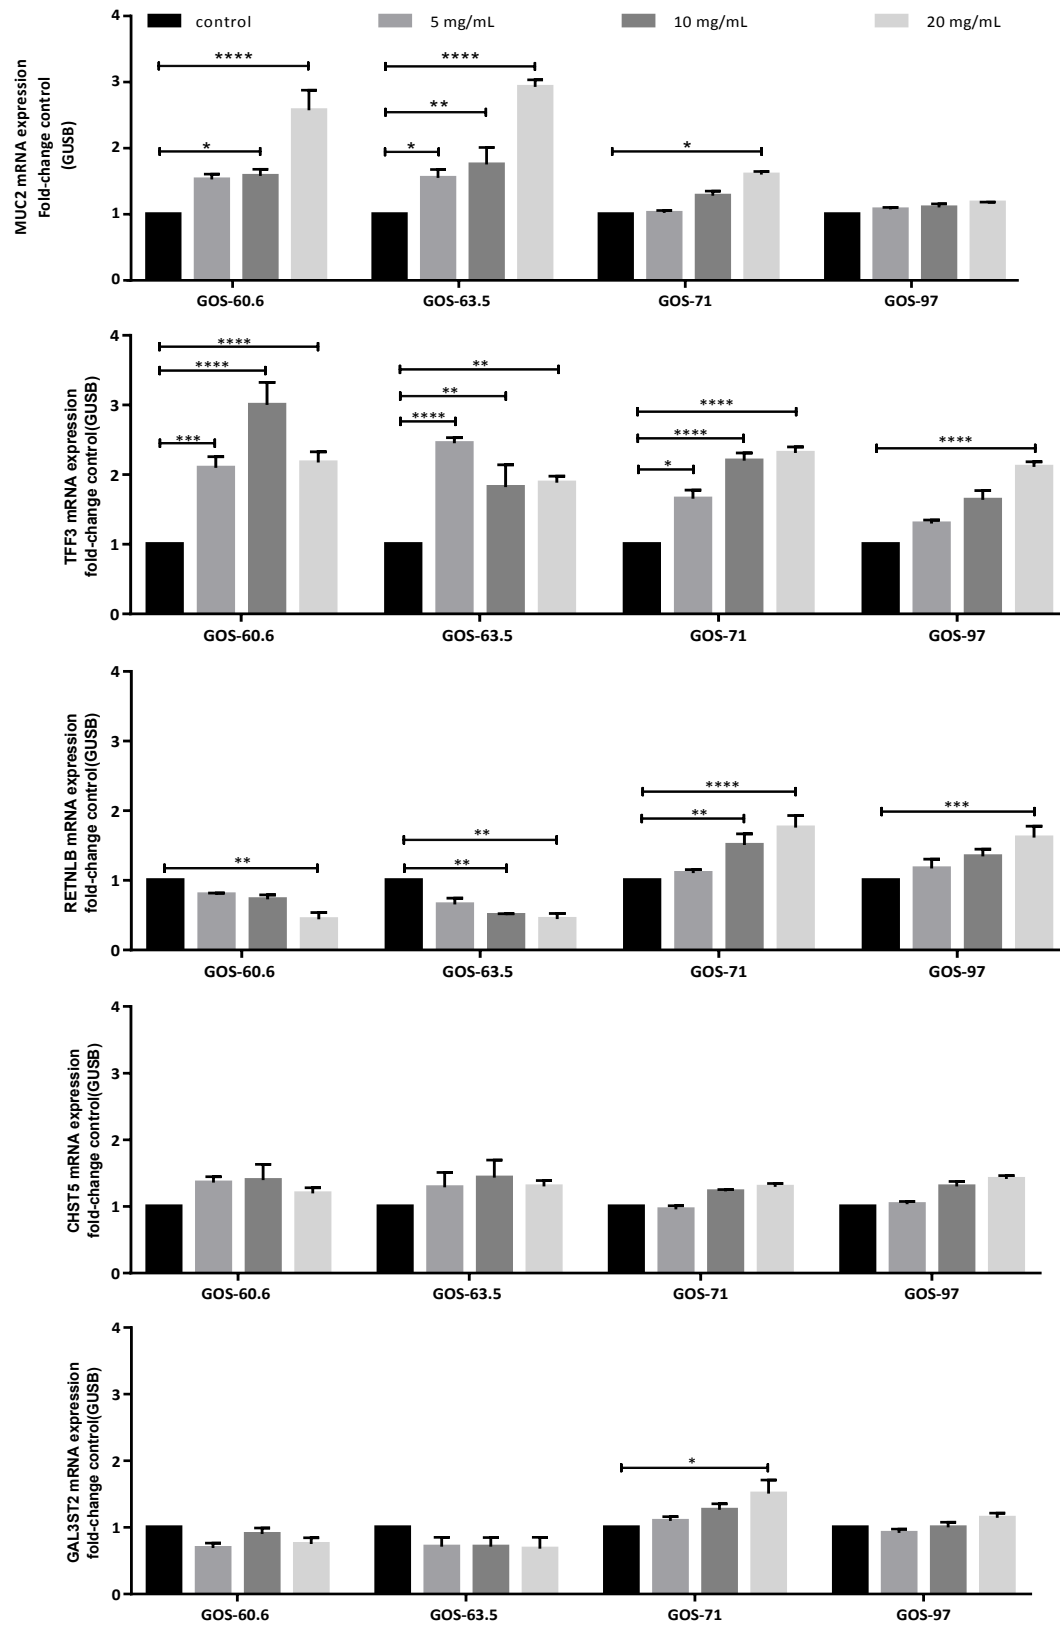 control 5 mg/mL 10 mg/mL 20 mg/mL
MUC2 mRNA expression
Fold-change control
(GUSB)
4
3
2
1
0
****
*
****
**
*
*
GOS-60.6 GOS-63.5 GOS-71 GOS-97
TFF3 mRNA expression
fold-change control(GUSB)
4
3
2
1
0
****
****
***
**
**
****
****
****
*
****
GOS-60.6 GOS-63.5 GOS-71 GOS-97
RETNLB mRNA expression
fold-change control(GUSB)
4
3
2
1
0
**
**
**
****
**
***
GOS-60.6 GOS-63.5 GOS-71 GOS-97
CHST5 mRNA expression
fold-change control(GUSB)
4
3
2
1
0
GOS-60.6 GOS-63.5 GOS-71 GOS-97
GAL3ST2 mRNA expression
fold-change control(GUSB)
4
3
2
1
0
*
GOS-60.6 GOS-63.5 GOS-71 GOS-97